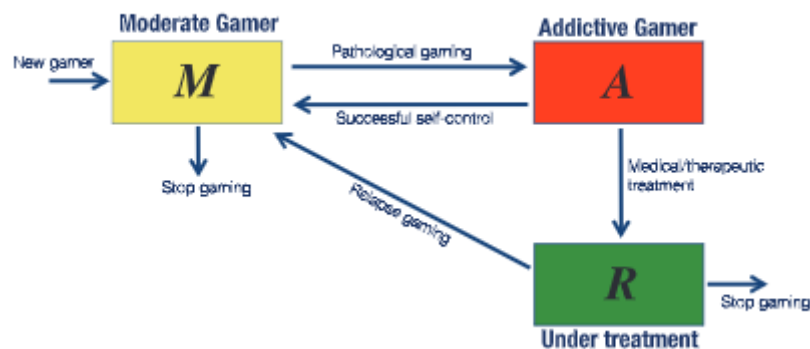 Moderate Gamer
Addictive Gamer
New gamer
M
Pathological gaming
A
Successful self-control
Stop gaming
Medical/therapeutic
treatment
Relapse gaming
R
Stop gaming
Under treatment